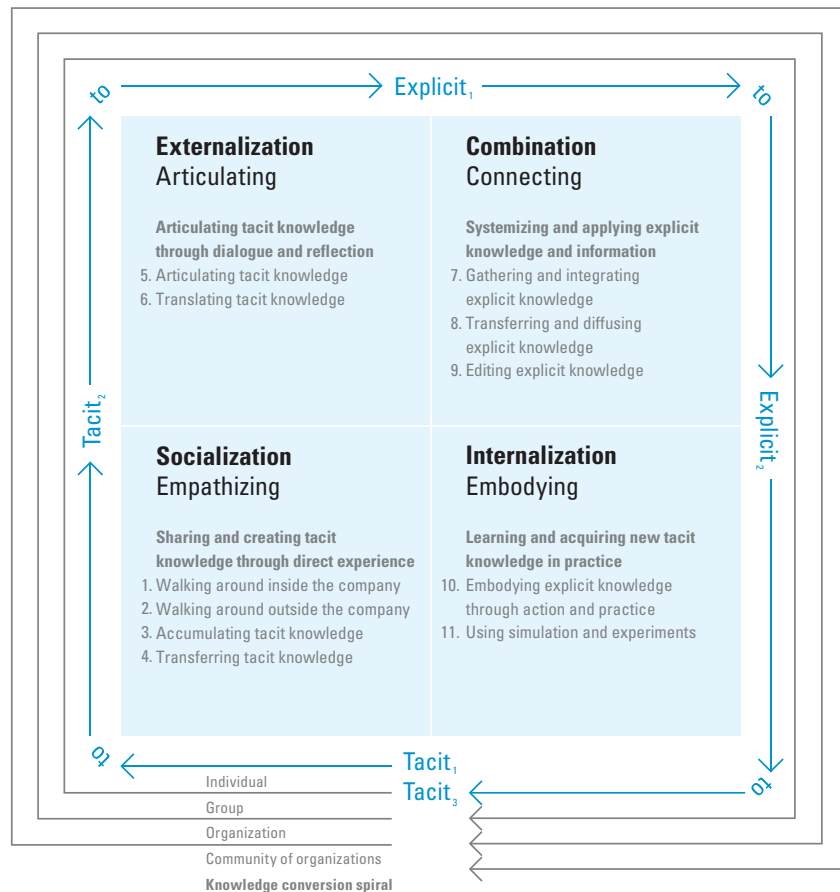 to
Explicit₁
to
Externalization
Articulating
Articulating tacit knowledge
through dialogue and reflection
5. Articulating tacit knowledge
6. Translating tacit knowledge
Combination
Connecting
Systemizing and applying explicit
knowledge and information
7. Gathering and integrating
explicit knowledge
8. Transferring and diffusing
explicit knowledge
9. Editing explicit knowledge
Tacit₂
Explicit₂
Socialization
Empathizing
Sharing and creating tacit
knowledge through direct experience
1. Walking around inside the company
2. Walking around outside the company
3. Accumulating tacit knowledge
4. Transferring tacit knowledge
Internalization
Embodying
Learning and acquiring new tacit
knowledge in practice
10. Embodying explicit knowledge
through action and practice
11. Using simulation and experiments
to
Tacit₁
to
Tacit₃
Individual
Group
Organization
Community of organizations
Knowledge conversion spiral